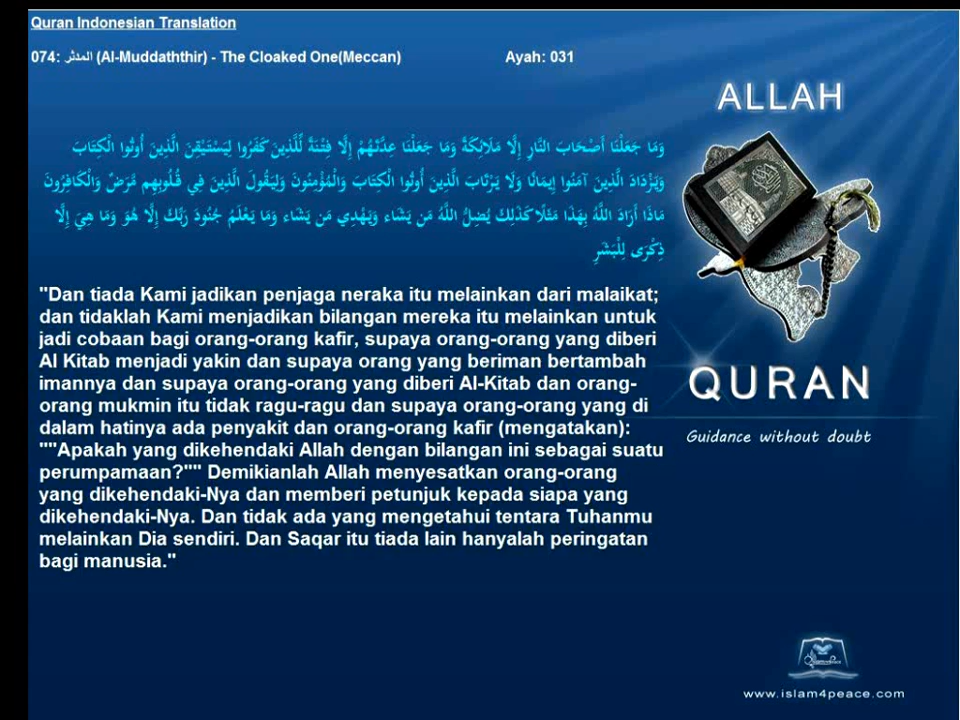 Quran Indonesian Translation
074: المدثر (Al-Muddaththir) - The Cloaked One(Meccan) Ayah: 031
ALLAH
وَمَا جَعَلْنَا أَصْحَابَ النَّارِ إِلَّا مَلَائِكَةً وَمَا جَعَلْنَا عِدَّتَهُمْ إِلَّا فِتْنَةً لِّلَّذِينَ كَفَرُوا لِيَسْتَيْقِنَ الَّذِينَ أُوتُوا الْكِتَابَ
وَيَزْدَادَ الَّذِينَ آمَنُوا إِيمَانًا وَلَا يَرْتَابَ الَّذِينَ أُوتُوا الْكِتَابَ وَالْمُؤْمِنُونَ وَلِيَقُولَ الَّذِينَ فِي قُلُوبِهِم مَّرَضٌ وَالْكَافِرُونَ
مَاذَا أَرَادَ اللَّهُ بِهَذَا مَثَلًا كَذَلِكَ يُضِلُّ اللَّهُ مَن يَشَاء وَيَهْدِي مَن يَشَاء وَمَا يَعْلَمُ جُنُودَ رَبِّكَ إِلَّا هُوَ وَمَا هِيَ إِلَّا
ذِكْرَى لِلْبَشَرِ
"Dan tiada Kami jadikan penjaga neraka itu melainkan dari malaikat;
dan tidaklah Kami menjadikan bilangan mereka itu melainkan untuk
jadi cobaan bagi orang-orang kafir, supaya orang-orang yang diberi
Al Kitab menjadi yakin dan supaya orang yang beriman bertambah
imannya dan supaya orang-orang yang diberi Al-Kitab dan orang-
orang mukmin itu tidak ragu-ragu dan supaya orang-orang yang di
dalam hatinya ada penyakit dan orang-orang kafir (mengatakan):
""Apakah yang dikehendaki Allah dengan bilangan ini sebagai suatu
perumpamaan?"" Demikianlah Allah menyesatkan orang-orang
yang dikehendaki-Nya dan memberi petunjuk kepada siapa yang
dikehendaki-Nya. Dan tidak ada yang mengetahui tentara Tuhanmu
melainkan Dia sendiri. Dan Saqar itu tiada lain hanyalah peringatan
bagi manusia."
QURAN
Guidance without doubt
www.islam4peace.com